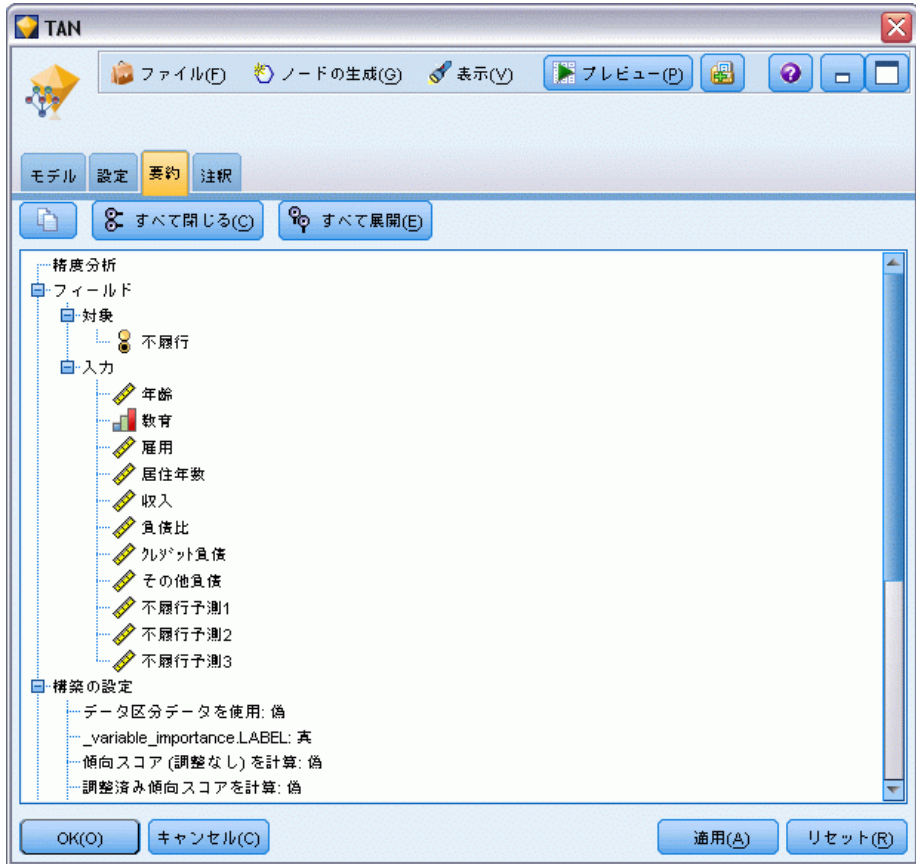 TAN
ファイル(F) ノードの生成(G) 表示(V) プレビュー(P)
モデル 設定 要約 注釈
すべて閉じる(C) すべて展開(E)
精度分析
フィールド
対象
不履行
入力
年齢
教育
雇用
居住年数
収入
負債比
クレジット負債
その他負債
不履行予測1
不履行予測2
不履行予測3
構築の設定
データ区分データを使用: 偽
_variable_importance.LABEL: 真
傾向スコア (調整なし) を計算: 偽
調整済み傾向スコアを計算: 偽
OK(O) キャンセル(C) 適用(A) リセット(R)